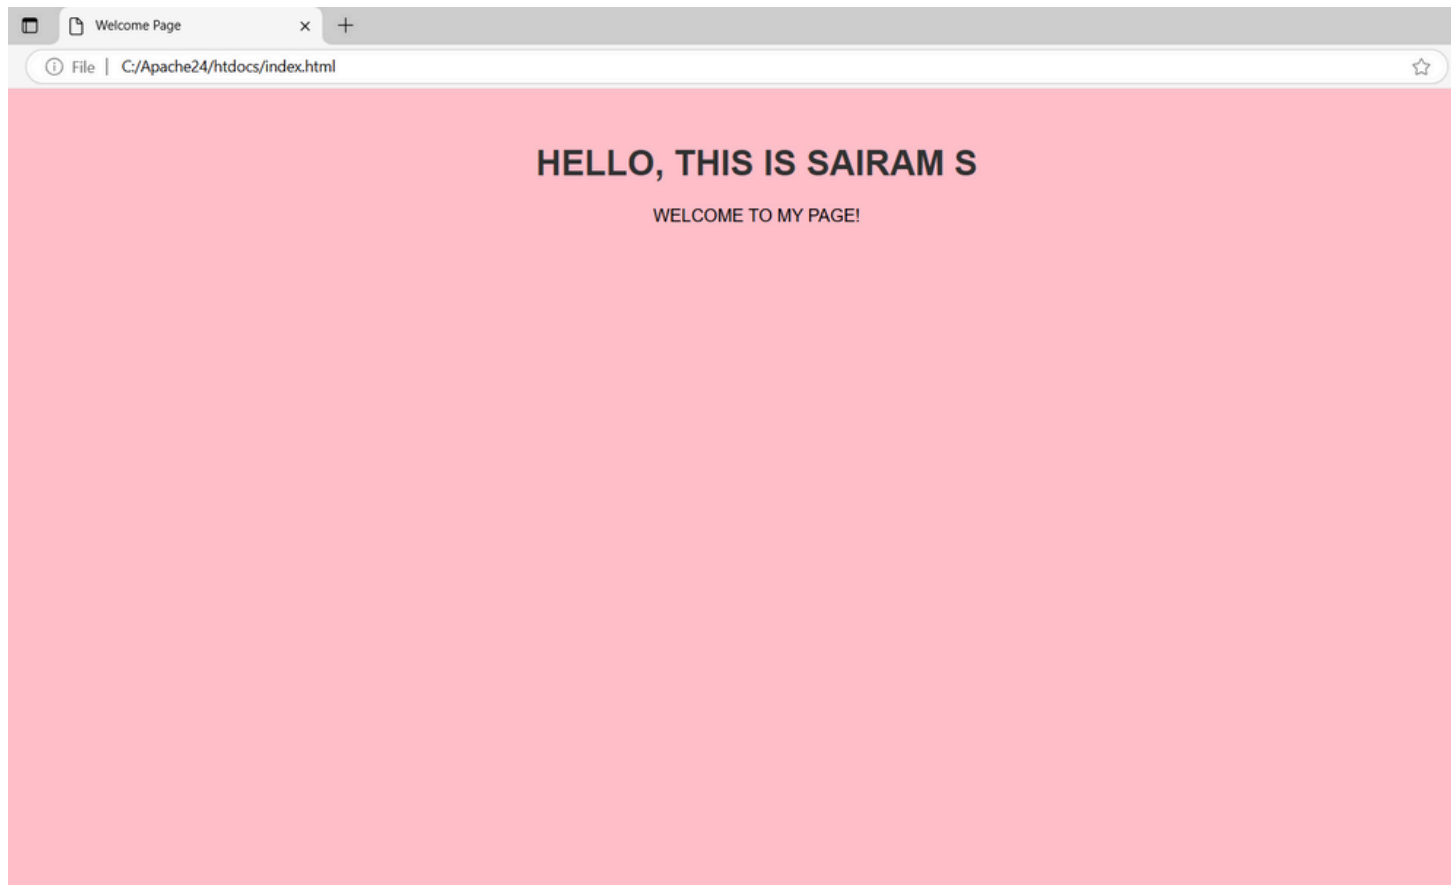 Welcome Page
File C:/Apache24/htdocs/index.html
HELLO, THIS IS SAIRAM S
WELCOME TO MY PAGE!